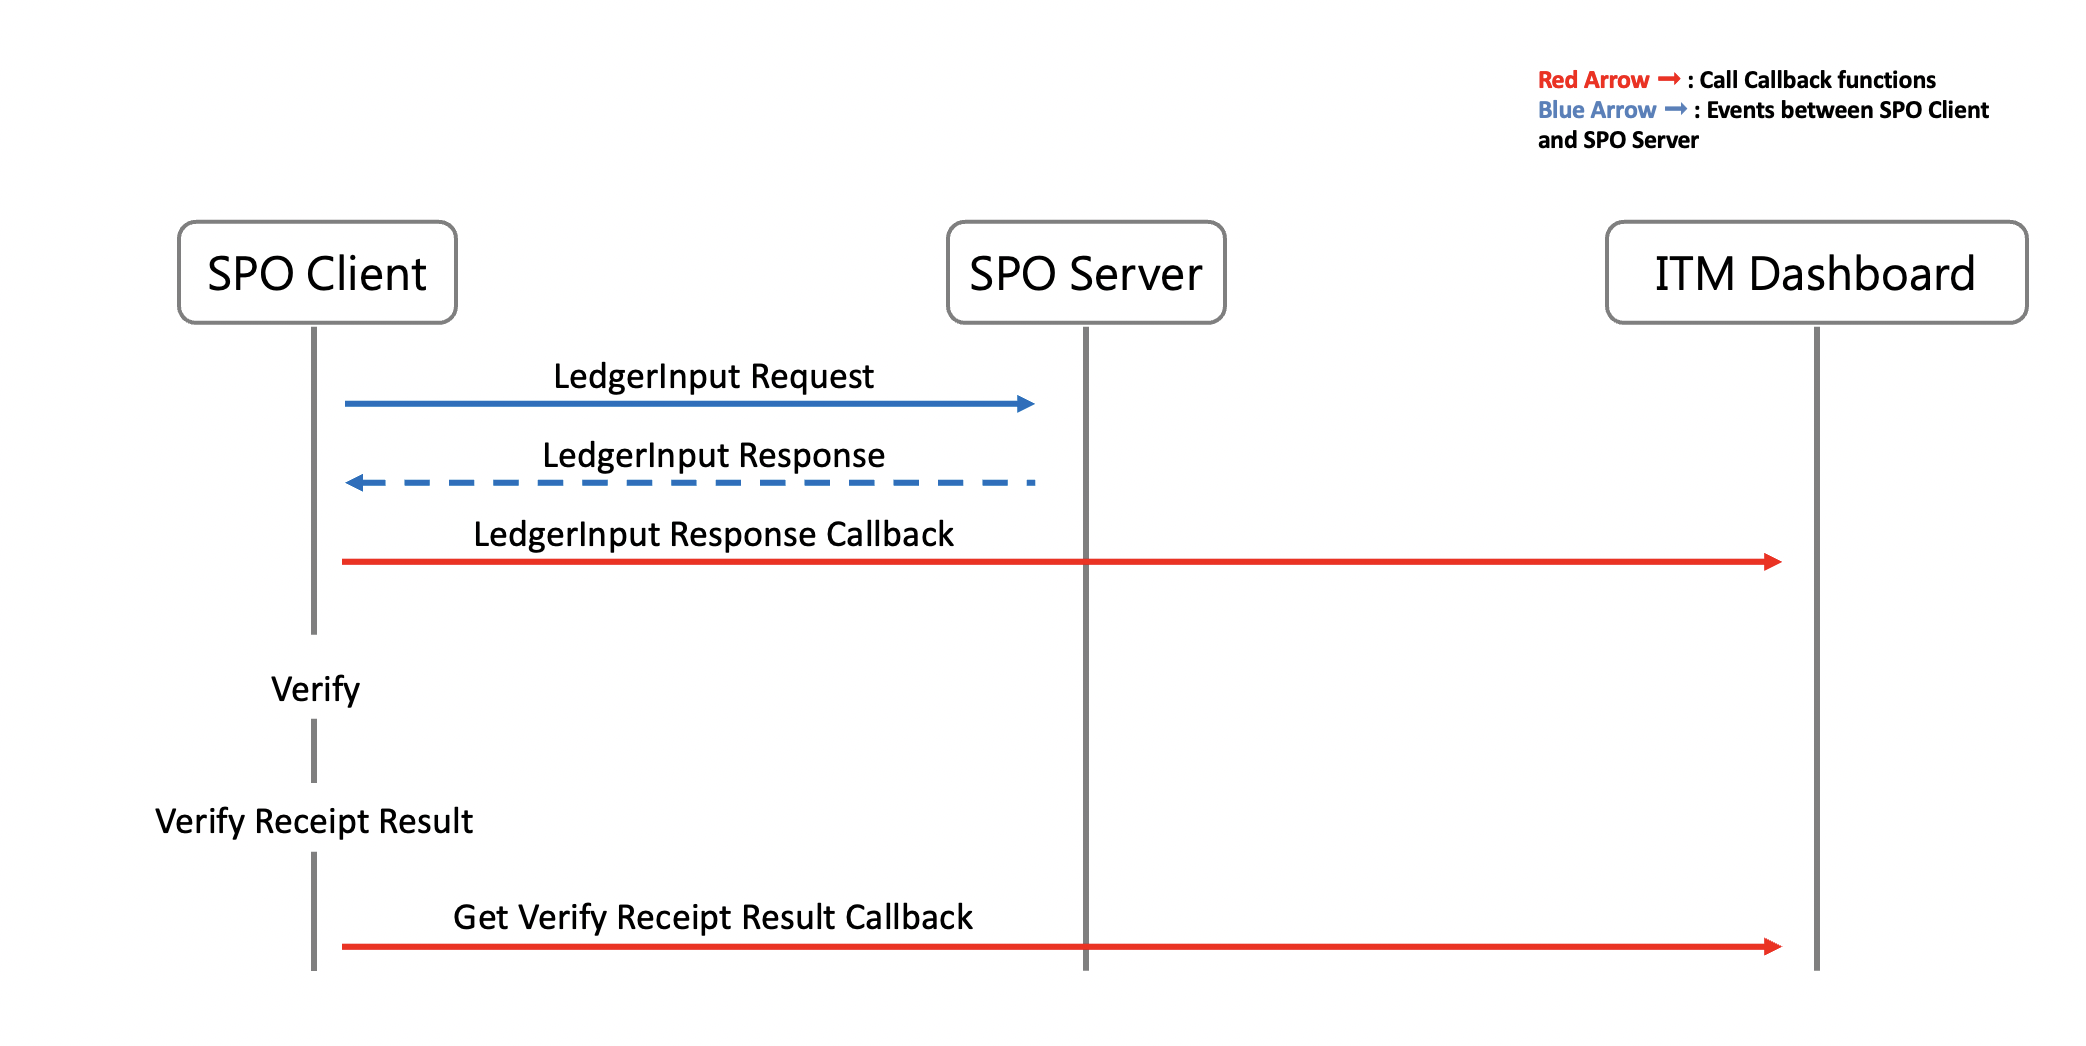 Red Arrow → : Call Callback functions
Blue Arrow → : Events between SPO Client
and SPO Server
SPO Client
SPO Server
ITM Dashboard
LedgerInput Request
LedgerInput Response
LedgerInput Response Callback
Verify
Verify Receipt Result
Get Verify Receipt Result Callback